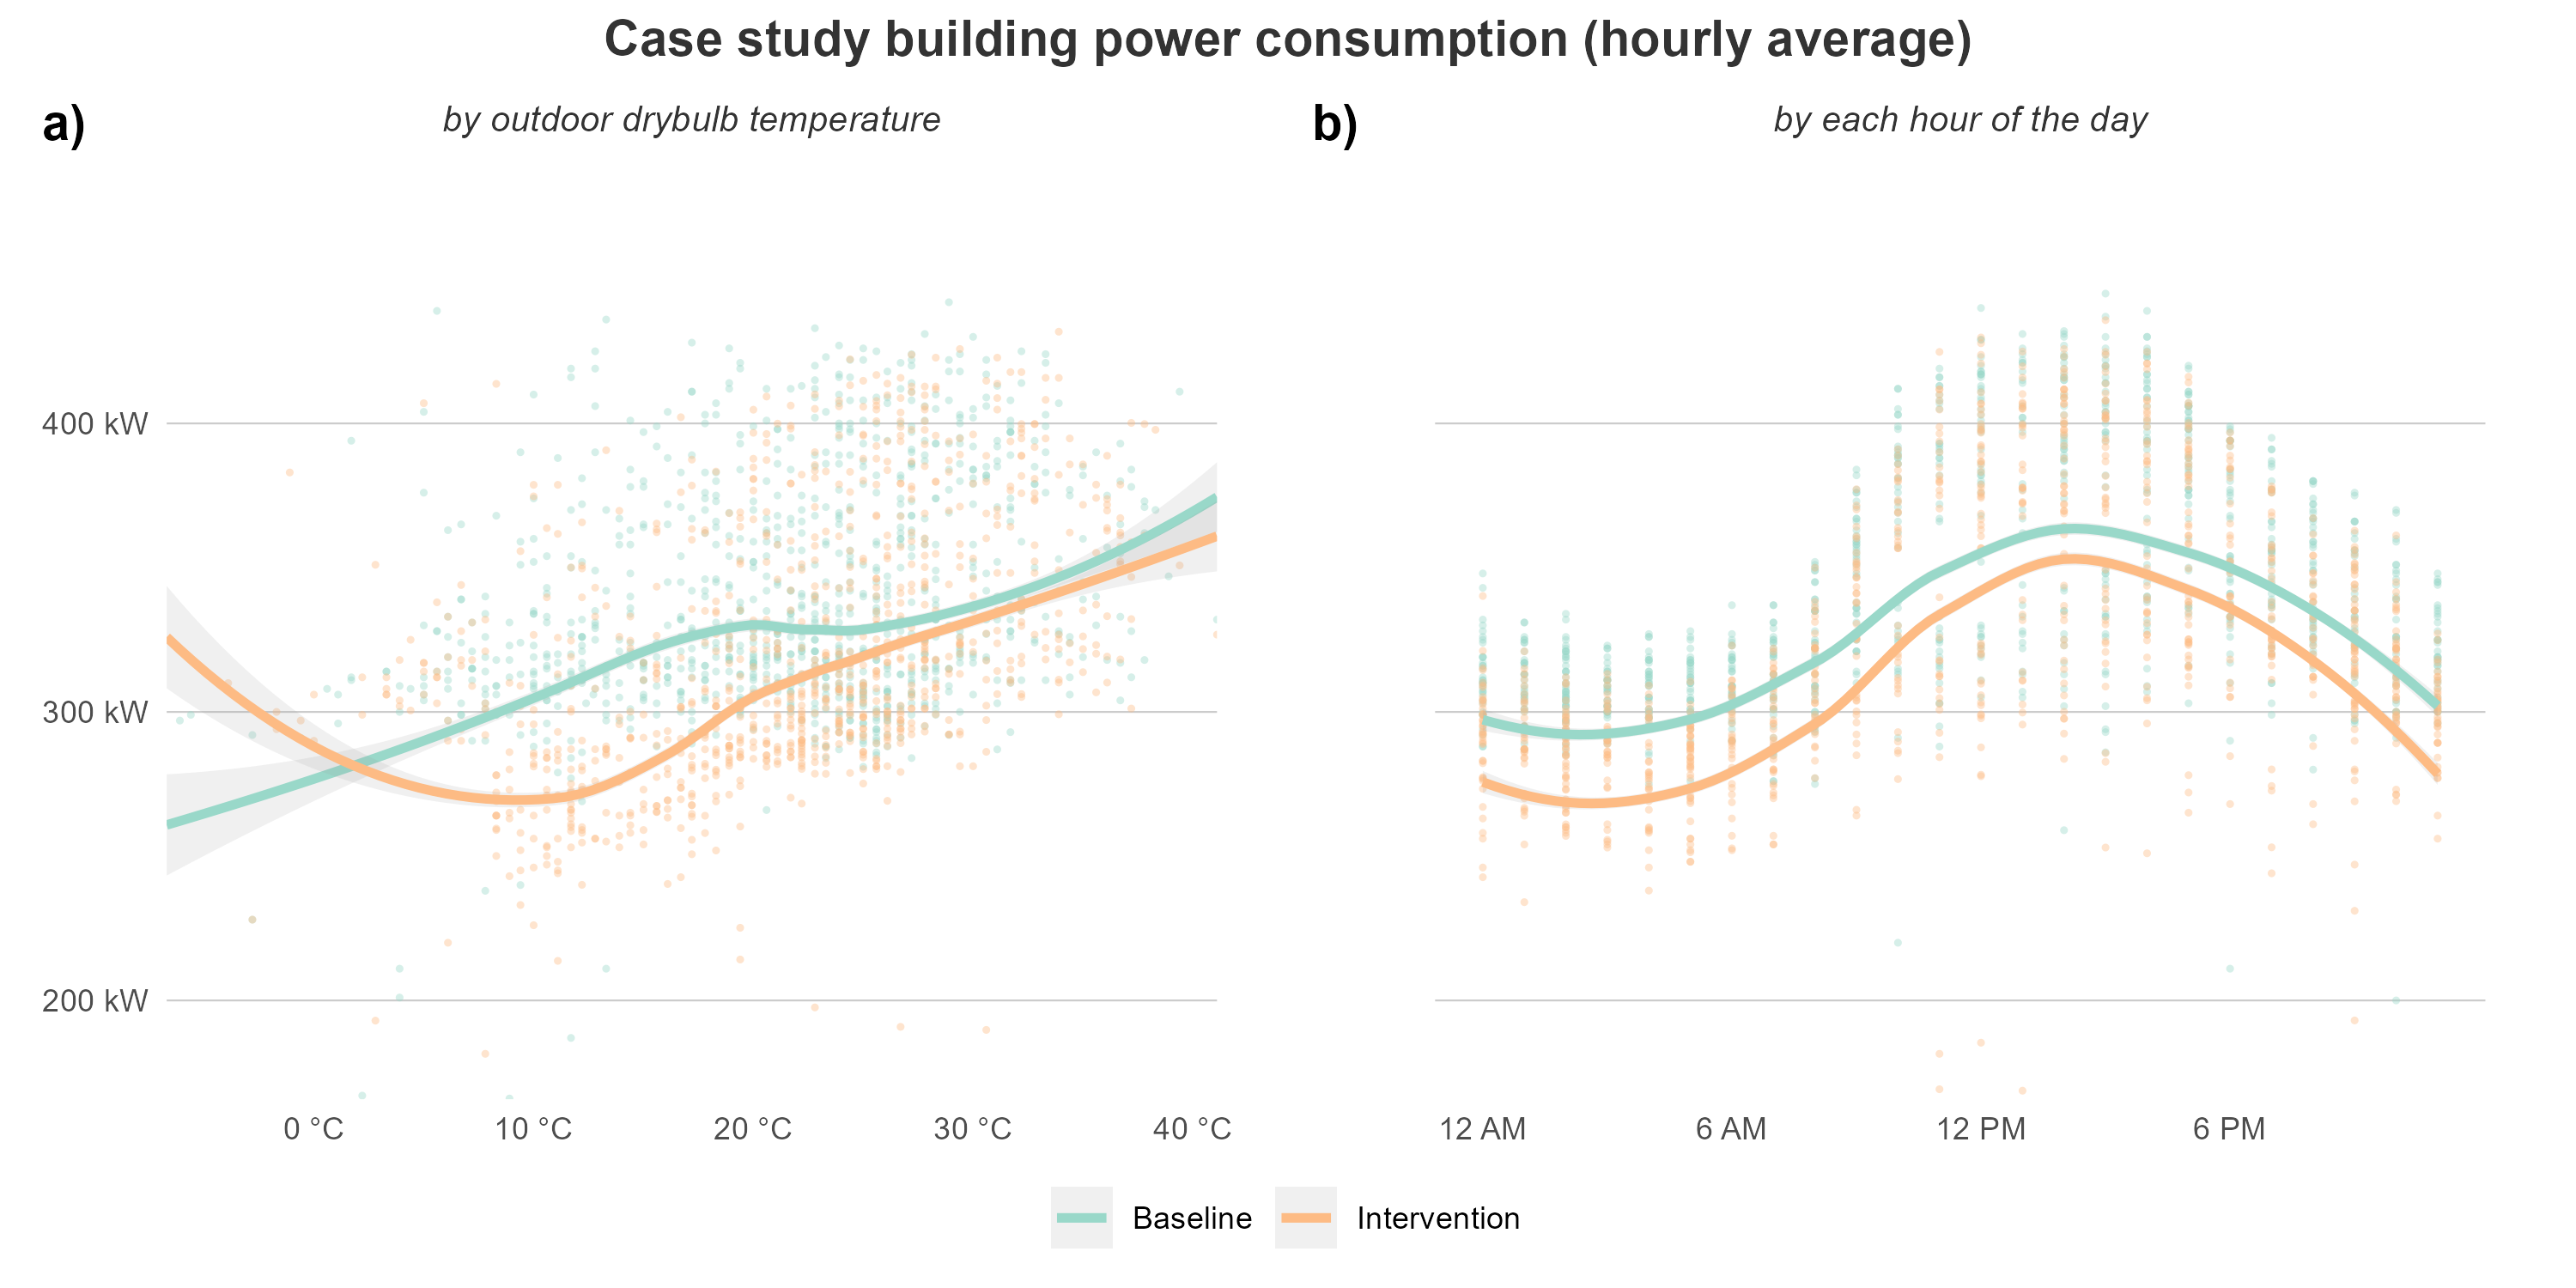 Case study building power consumption (hourly average)
a)
by outdoor drybulb temperature
b)
by each hour of the day
400 kW
300 kW
200 kW
0 °C 10 °C 20 °C 30 °C 40 °C
12 AM 6 AM 12 PM 6 PM
Baseline Intervention